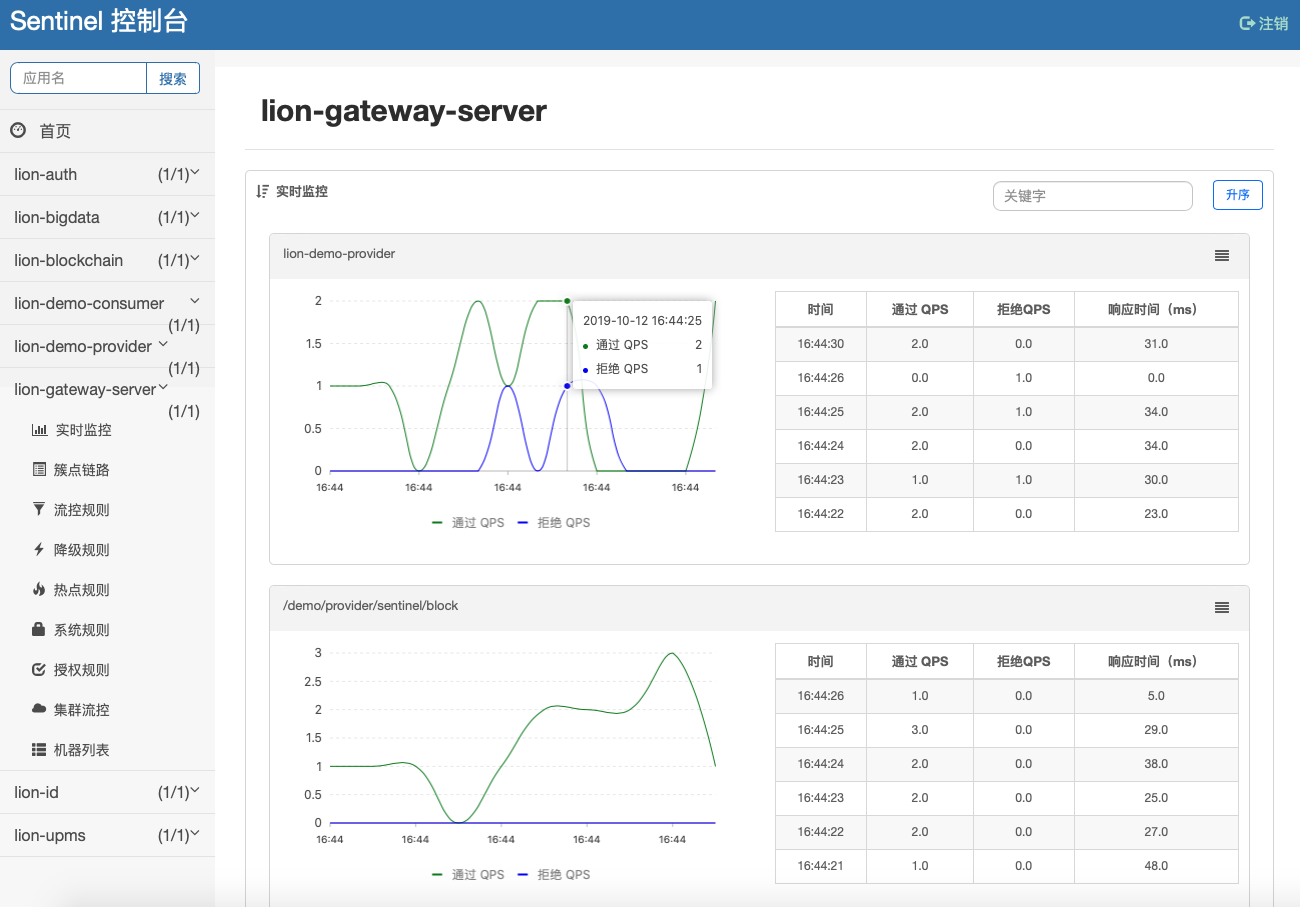 Sentinel 控制台
注销
应用名
搜索
首页
lion-auth (1/1)
lion-bigdata (1/1)
lion-blockchain (1/1)
lion-demo-consumer
(1/1)
lion-demo-provider
(1/1)
lion-gateway-server
(1/1)
实时监控
簇点链路
流控规则
降级规则
热点规则
系统规则
授权规则
集群流控
机器列表
lion-id (1/1)
lion-upms (1/1)
lion-gateway-server
实时监控
关键字
升序
lion-demo-provider
2
1.5
1
0.5
0
16:44 16:44 16:44 16:44 16:44
2019-10-12 16:44:25
通过 QPS 2
拒绝 QPS 1
通过 QPS 拒绝 QPS
时间 通过 QPS 拒绝QPS 响应时间（ms）
16:44:30 2.0 0.0 31.0
16:44:26 0.0 1.0 0.0
16:44:25 2.0 1.0 34.0
16:44:24 2.0 0.0 34.0
16:44:23 1.0 1.0 30.0
16:44:22 2.0 0.0 23.0
/demo/provider/sentinel/block
3
2.5
2
1.5
1
0.5
0
16:44 16:44 16:44 16:44 16:44
通过 QPS 拒绝 QPS
时间 通过 QPS 拒绝QPS 响应时间（ms）
16:44:26 1.0 0.0 5.0
16:44:25 3.0 0.0 29.0
16:44:24 2.0 0.0 38.0
16:44:23 2.0 0.0 25.0
16:44:22 2.0 0.0 27.0
16:44:21 1.0 0.0 48.0